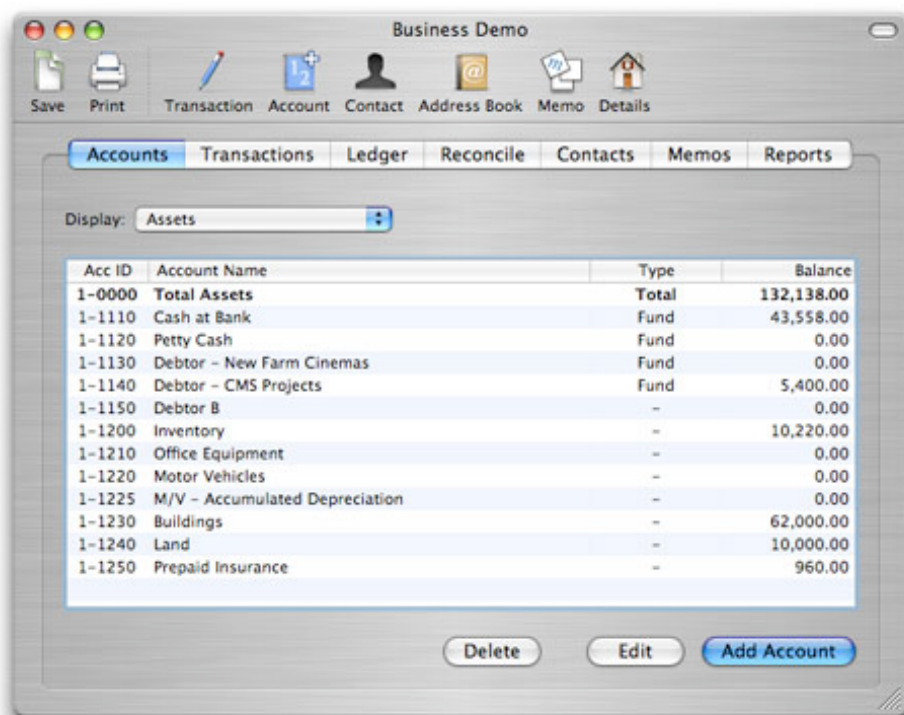 Business Demo
Save Print Transaction Account Contact Address Book Memo Details
Accounts Transactions Ledger Reconcile Contacts Memos Reports
Display: Assets
Acc ID Account Name Type Balance
1-0000 Total Assets Total 132,138.00
1-1110 Cash at Bank Fund 43,558.00
1-1120 Petty Cash Fund 0.00
1-1130 Debtor - New Farm Cinemas Fund 0.00
1-1140 Debtor - CMS Projects Fund 5,400.00
1-1150 Debtor B - 0.00
1-1200 Inventory - 10,220.00
1-1210 Office Equipment - 0.00
1-1220 Motor Vehicles - 0.00
1-1225 M/V - Accumulated Depreciation - 0.00
1-1230 Buildings - 62,000.00
1-1240 Land - 10,000.00
1-1250 Prepaid Insurance - 960.00
Delete Edit Add Account